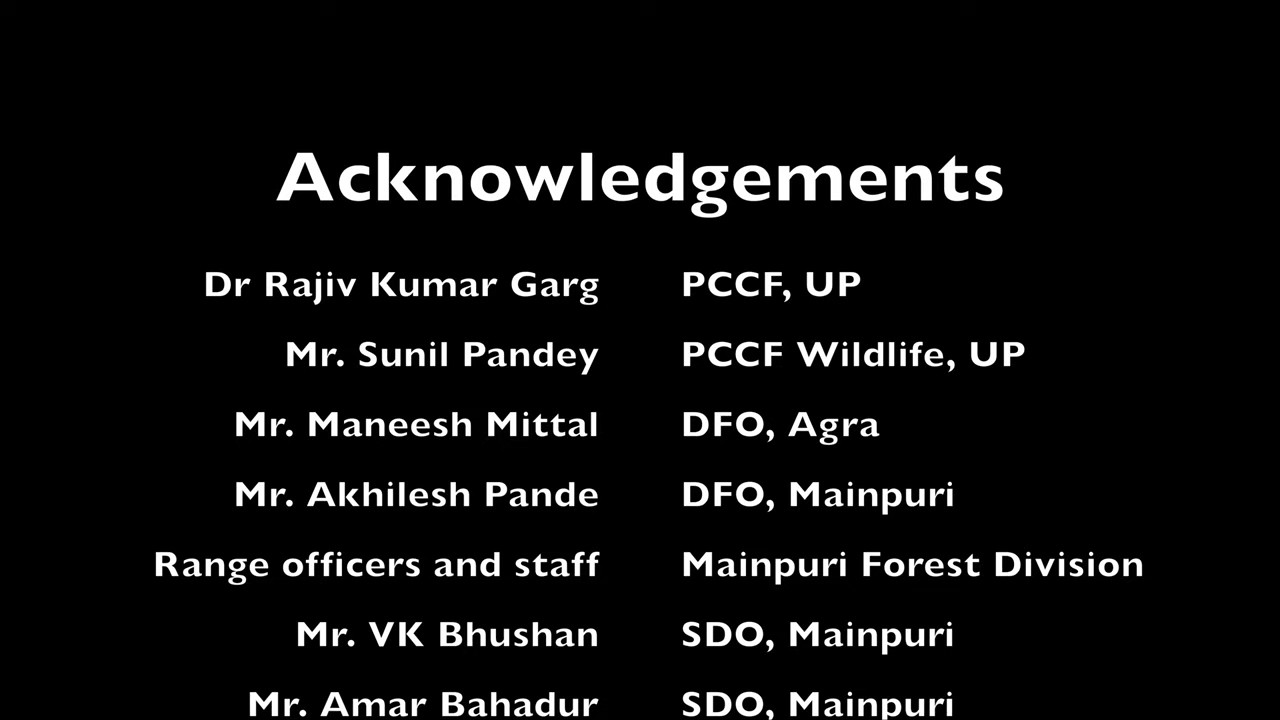 Acknowledgements
Dr Rajiv Kumar Garg PCCF, UP
Mr. Sunil Pandey PCCF Wildlife, UP
Mr. Maneesh Mittal DFO, Agra
Mr. Akhilesh Pande DFO, Mainpuri
Range officers and staff Mainpuri Forest Division
Mr. VK Bhushan SDO, Mainpuri
Mr. Amar Bahadur SDO, Mainpuri